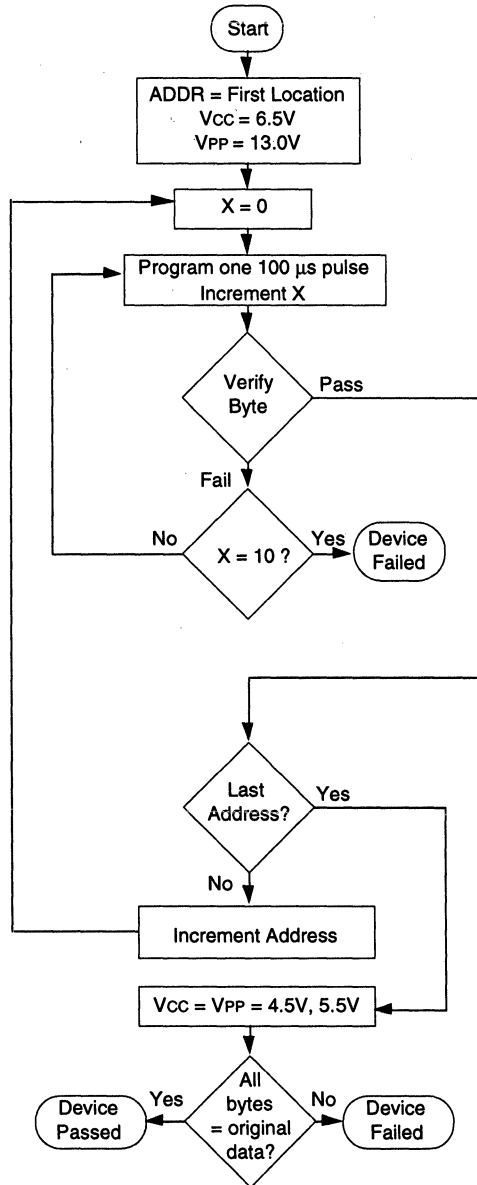 Start
ADDR = First Location
VCC = 6.5V
VPP = 13.0V
X = 0
Program one 100 µs pulse
Increment X
Verify
Byte
Pass
Fail
No
X = 10 ?
Yes
Device
Failed
Last
Address?
Yes
No
Increment Address
VCC = VPP = 4.5V, 5.5V
Device
Passed
Yes
All
bytes
= original
data?
No
Device
Failed